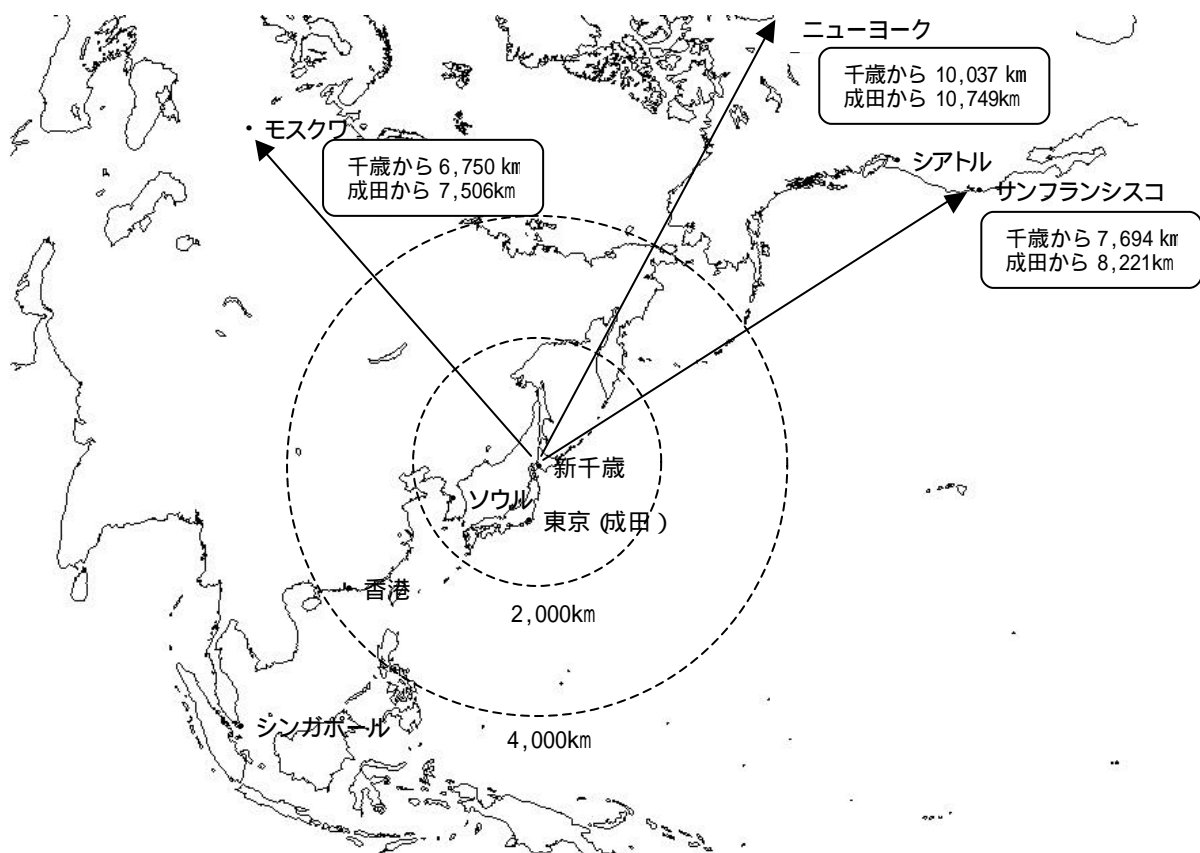 ニューヨーク
千歳から 10,037 km
成田から 10,749km
モスクワ
千歳から 6,750 km
成田から 7,506km
シアトル
サンフランシスコ
千歳から 7,694 km
成田から 8,221km
新千歳
ソウル
東京（成田）
香港
2,000km
シンガポール
4,000km